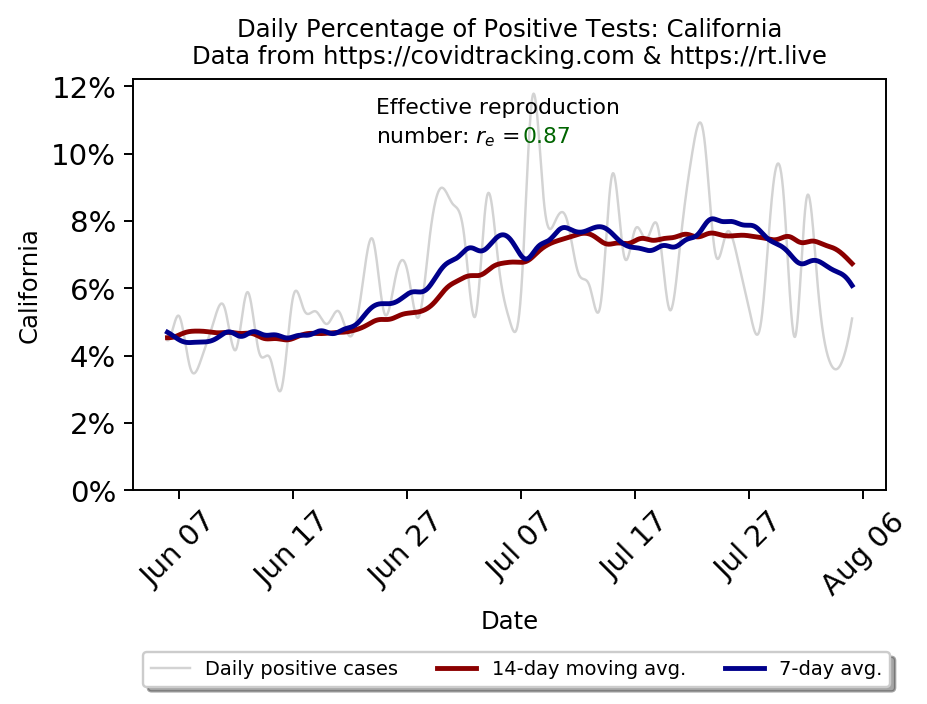 Daily Percentage of Positive Tests: California
Data from https://covidtracking.com & https://rt.live
Effective reproduction
number: rₑ = 0.87
12%
10%
8%
6%
4%
2%
0%
California
Jun 07
Jun 17
Jun 27
Jul 07
Jul 17
Jul 27
Aug 06
Date
Daily positive cases
14-day moving avg.
7-day avg.